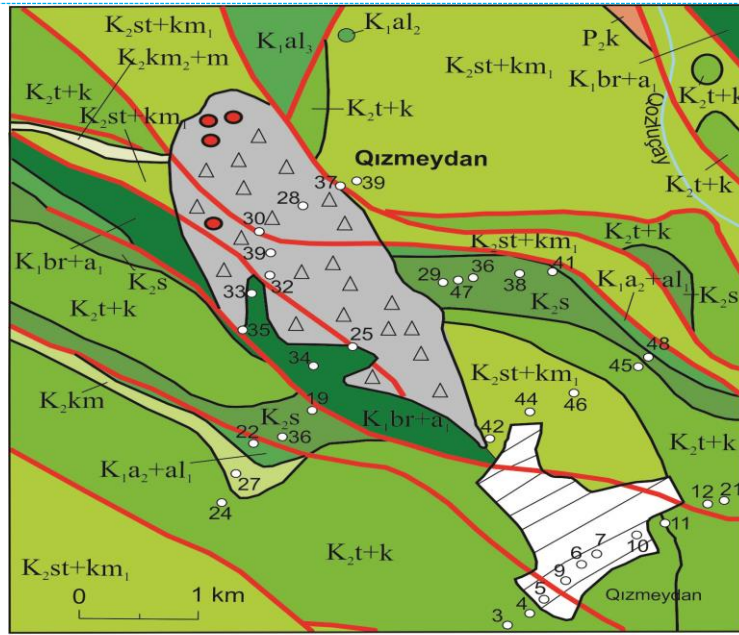 K₂st+km₁
K₁al₃
K₁al₂
P₂k
K₂km₂+m
K₂t+k
K₂st+km₁
K₁br+a₁
K₂st+km₁
K₂t+k
K₂t+k
Qozluçay
K₂t+k
Qızmeydan
37
39
28
30
39
K₂st+km₁
K₂t+k
K₁br+a₁
K₂s
K₂t+k
32
33
29
47
36
38
41
K₂s
K₁a₂+al₁
K₂s
35
25
34
48
45
K₂km
K₂st+km₁
19
K₂s
K₁br+a₁
44
46
22
36
42
K₂t+k
K₁a₂+al₁
27
24
12
21
11
K₂t+k
10
7
6
9
K₂st+km₁
5
Qızmeydan
4
3
0
1 km